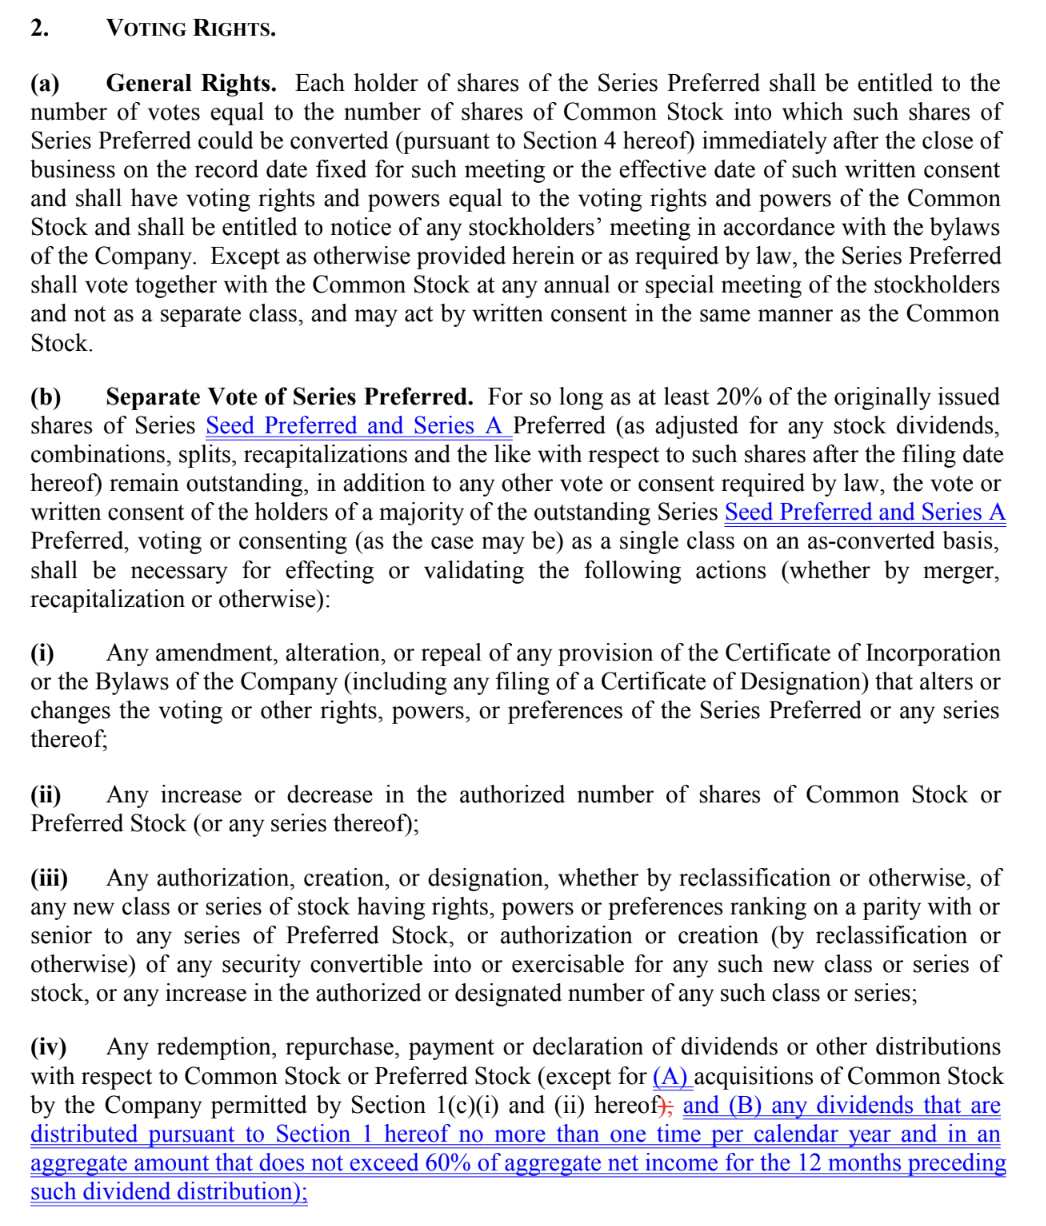 2. VOTING RIGHTS.
(a) General Rights. Each holder of shares of the Series Preferred shall be entitled to the
number of votes equal to the number of shares of Common Stock into which such shares of
Series Preferred could be converted (pursuant to Section 4 hereof) immediately after the close of
business on the record date fixed for such meeting or the effective date of such written consent
and shall have voting rights and powers equal to the voting rights and powers of the Common
Stock and shall be entitled to notice of any stockholders’ meeting in accordance with the bylaws
of the Company. Except as otherwise provided herein or as required by law, the Series Preferred
shall vote together with the Common Stock at any annual or special meeting of the stockholders
and not as a separate class, and may act by written consent in the same manner as the Common
Stock.
(b) Separate Vote of Series Preferred. For so long as at least 20% of the originally issued
shares of Series Seed Preferred and Series A Preferred (as adjusted for any stock dividends,
combinations, splits, recapitalizations and the like with respect to such shares after the filing date
hereof) remain outstanding, in addition to any other vote or consent required by law, the vote or
written consent of the holders of a majority of the outstanding Series Seed Preferred and Series A
Preferred, voting or consenting (as the case may be) as a single class on an as-converted basis,
shall be necessary for effecting or validating the following actions (whether by merger,
recapitalization or otherwise):
(i) Any amendment, alteration, or repeal of any provision of the Certificate of Incorporation
or the Bylaws of the Company (including any filing of a Certificate of Designation) that alters or
changes the voting or other rights, powers, or preferences of the Series Preferred or any series
thereof;
(ii) Any increase or decrease in the authorized number of shares of Common Stock or
Preferred Stock (or any series thereof);
(iii) Any authorization, creation, or designation, whether by reclassification or otherwise, of
any new class or series of stock having rights, powers or preferences ranking on a parity with or
senior to any series of Preferred Stock, or authorization or creation (by reclassification or
otherwise) of any security convertible into or exercisable for any such new class or series of
stock, or any increase in the authorized or designated number of any such class or series;
(iv) Any redemption, repurchase, payment or declaration of dividends or other distributions
with respect to Common Stock or Preferred Stock (except for (A) acquisitions of Common Stock
by the Company permitted by Section 1(c)(i) and (ii) hereof); and (B) any dividends that are
distributed pursuant to Section 1 hereof no more than one time per calendar year and in an
aggregate amount that does not exceed 60% of aggregate net income for the 12 months preceding
such dividend distribution);